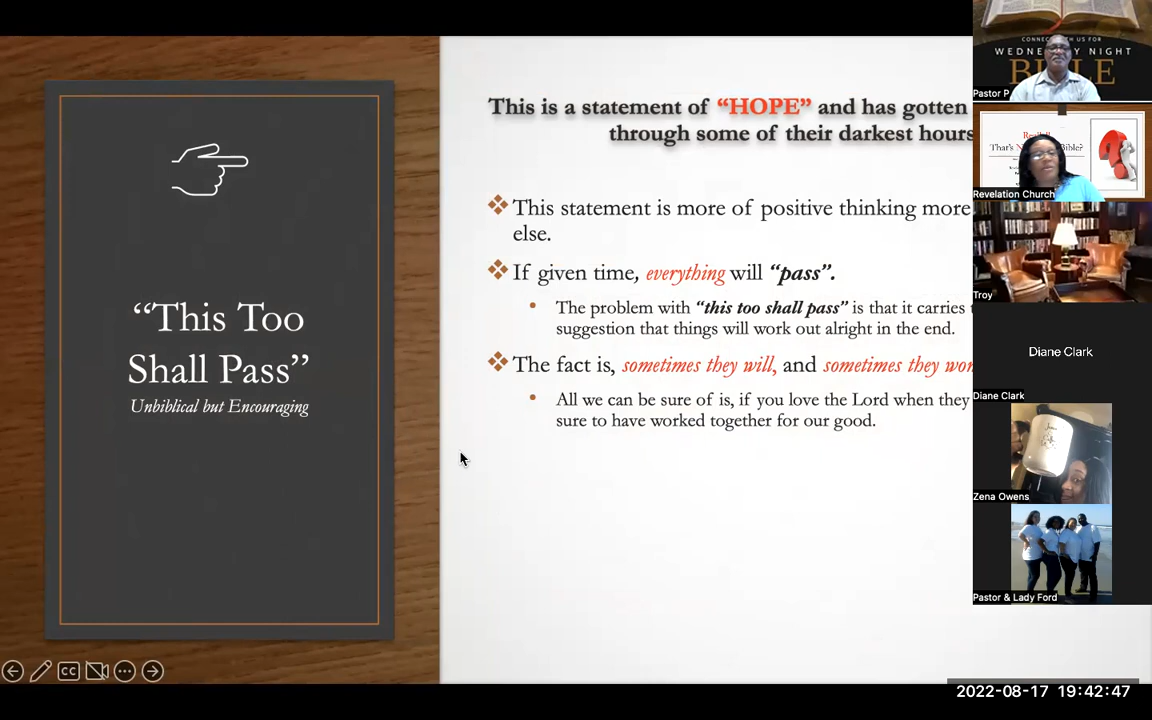 “This Too
Shall Pass”
Unbiblical but Encouraging
This is a statement of “HOPE” and has gotten
through some of their darkest hours
❖This statement is more of positive thinking more
else.
❖If given time, everything will “pass”.
• The problem with “this too shall pass” is that it carries
suggestion that things will work out alright in the end.
❖The fact is, sometimes they will, and sometimes they
• All we can be sure of is, if you love the Lord when they
sure to have worked together for our good.
WEDNE Y NIGHT
Pastor P
That's
Bible?
Revelation Church
Troy
Diane Clark
Diane Clark
Zena Owens
Pastor & Lady Ford
CC
2022-08-17 19:42:47